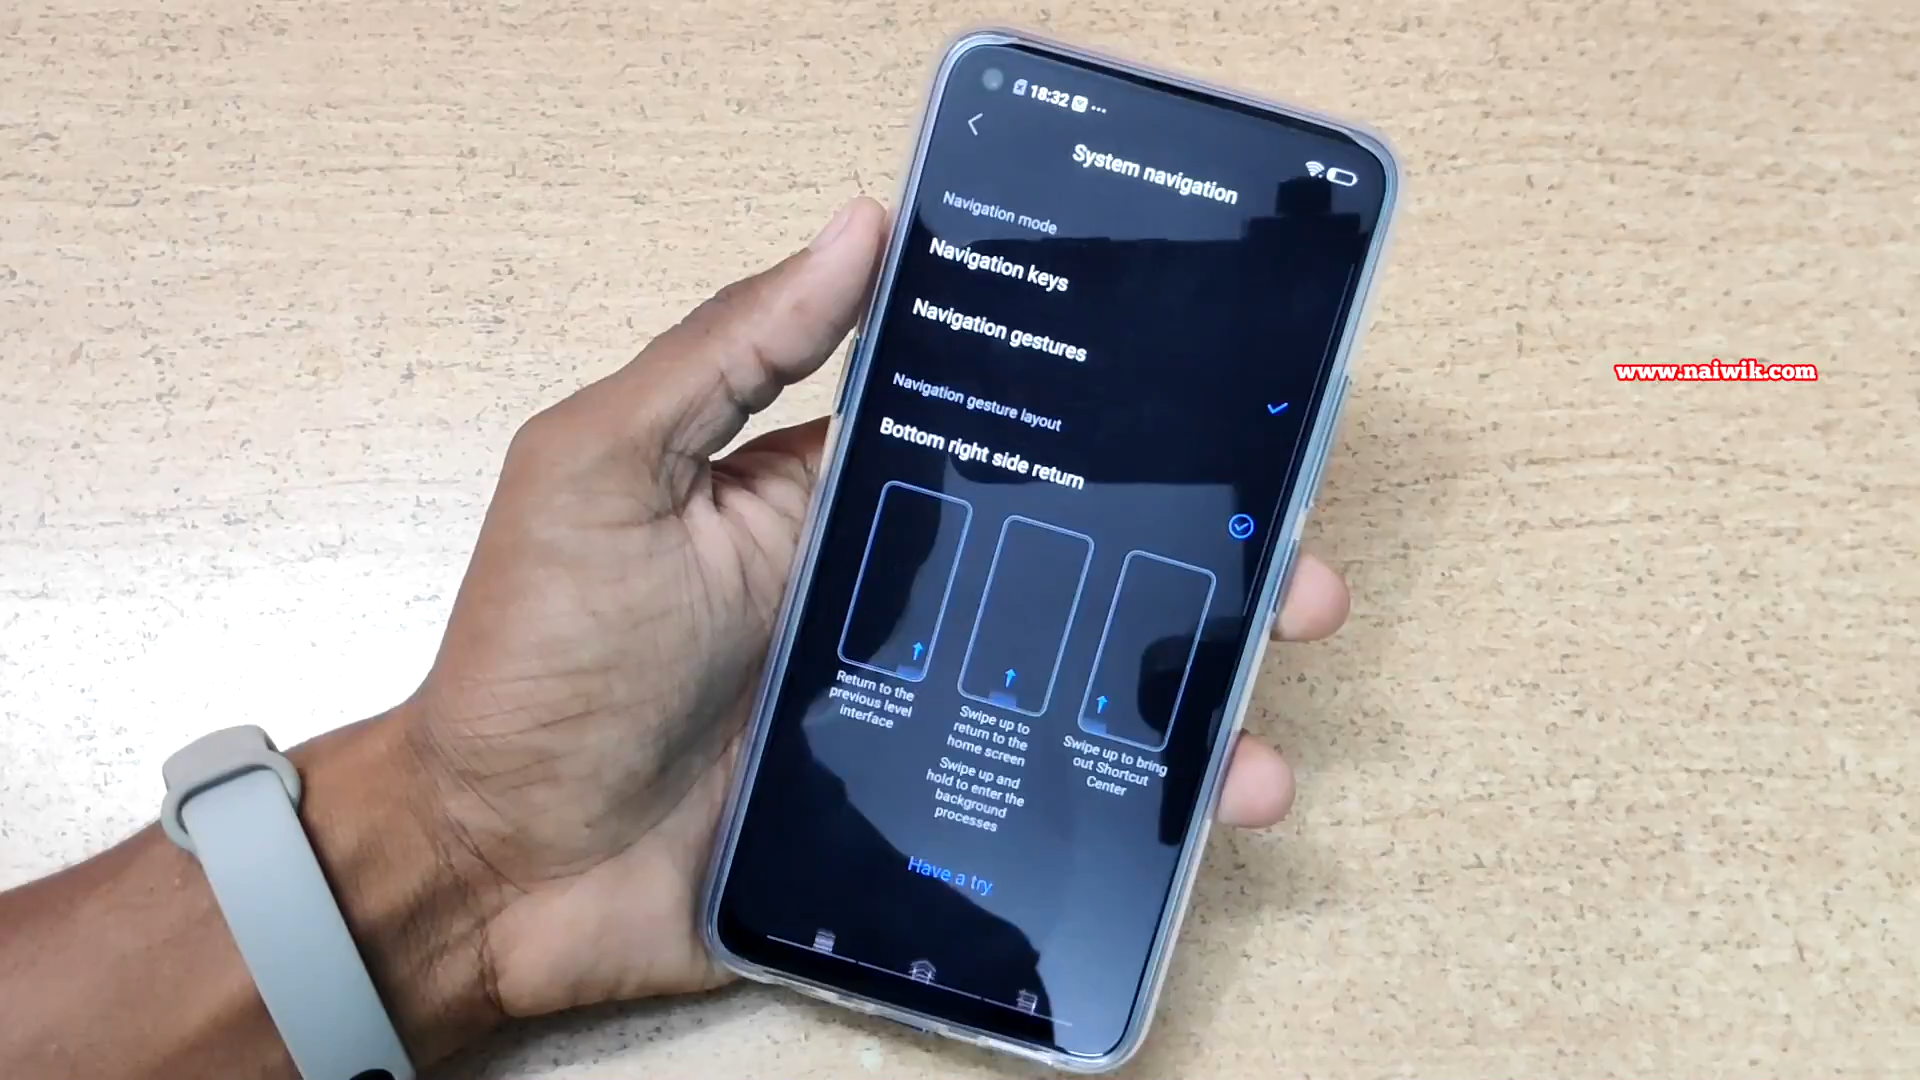 18:32
System navigation
Navigation mode
Navigation keys
Navigation gestures
Navigation gesture layout
Bottom right side return
Return to the
previous level
interface
Swipe up to
return to the
home screen
Swipe up and
hold to enter the
background
processes
Swipe up to bring
out Shortcut
Center
Have a try
www.naiwik.com